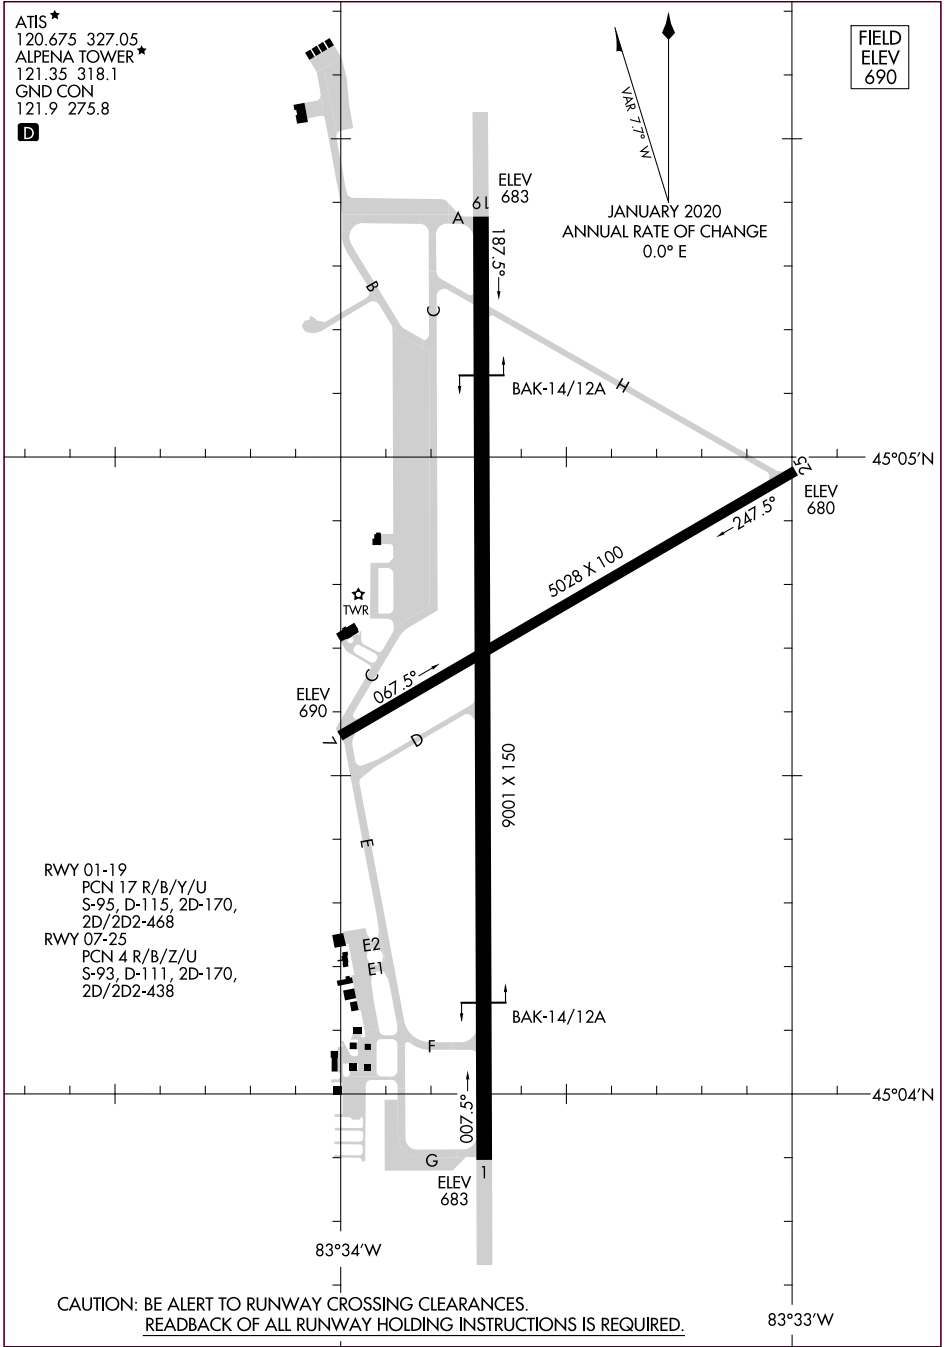 ATIS★
120.675 327.05
ALPENA TOWER★
121.35 318.1
GND CON
121.9 275.8
D
FIELD
ELEV
690
VAR 7.7° W
JANUARY 2020
ANNUAL RATE OF CHANGE
0.0° E
ELEV
683
19
A
187.5°
B
C
BAK-14/12A
H
45°05'N
25
ELEV
680
247.5°
5028 X 100
TWR
C
067.5°
ELEV
690
7
D
9001 X 150
E
RWY 01-19
PCN 17 R/B/Y/U
S-95, D-115, 2D-170,
2D/2D2-468
RWY 07-25
PCN 4 R/B/Z/U
S-93, D-111, 2D-170,
2D/2D2-438
E2
E1
BAK-14/12A
F
007.5°
45°04'N
G
1
ELEV
683
83°34'W
83°33'W
CAUTION: BE ALERT TO RUNWAY CROSSING CLEARANCES.
READBACK OF ALL RUNWAY HOLDING INSTRUCTIONS IS REQUIRED.